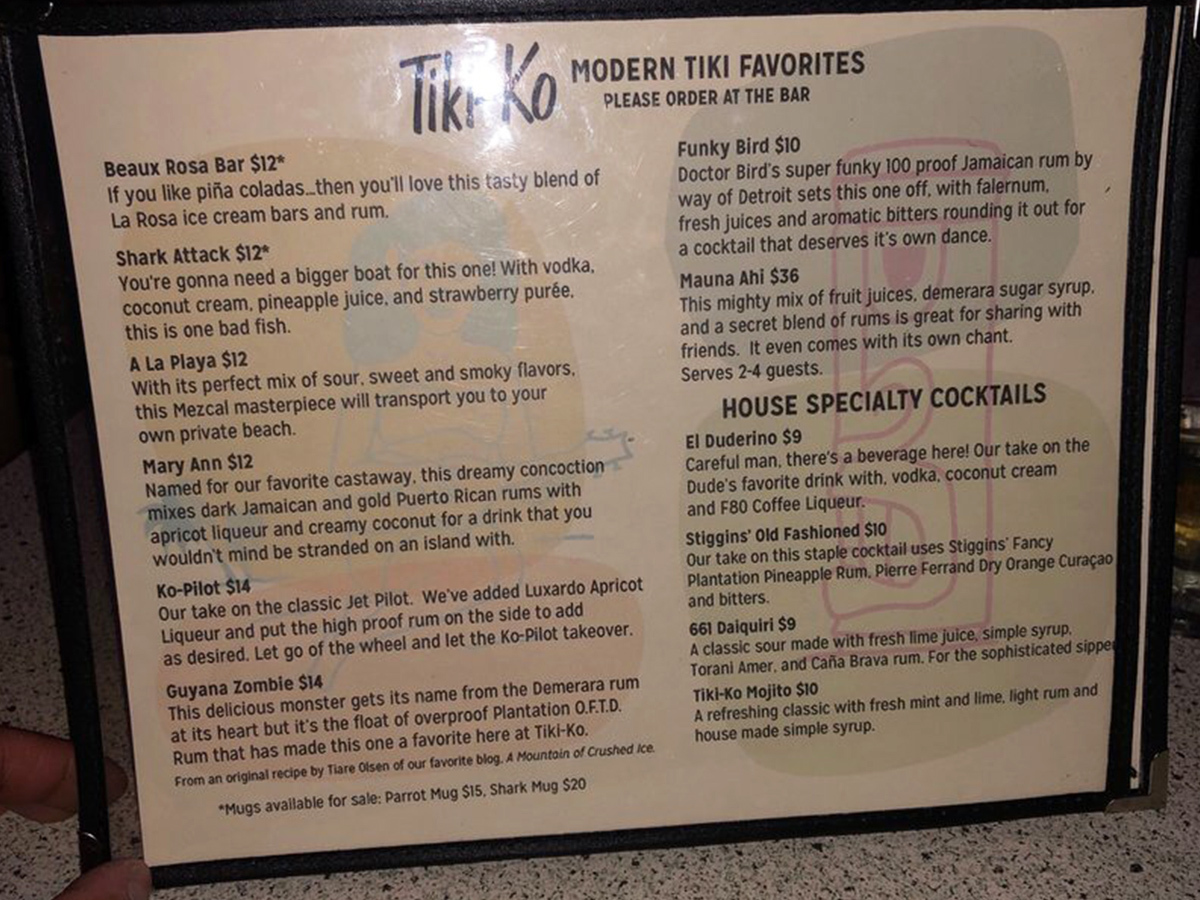 Tiki-Ko
MODERN TIKI FAVORITES
PLEASE ORDER AT THE BAR
Beaux Rosa Bar $12*
If you like piña coladas...then you'll love this tasty blend of
La Rosa ice cream bars and rum.
Shark Attack $12*
You're gonna need a bigger boat for this one! With vodka,
coconut cream, pineapple juice, and strawberry purée,
this is one bad fish.
A La Playa $12
With its perfect mix of sour, sweet and smoky flavors,
this Mezcal masterpiece will transport you to your
own private beach.
Mary Ann $12
Named for our favorite castaway, this dreamy concoction
mixes dark Jamaican and gold Puerto Rican rums with
apricot liqueur and creamy coconut for a drink that you
wouldn't mind be stranded on an island with.
Ko-Pilot $14
Our take on the classic Jet Pilot. We've added Luxardo Apricot
Liqueur and put the high proof rum on the side to add
as desired. Let go of the wheel and let the Ko-Pilot takeover.
Guyana Zombie $14
This delicious monster gets its name from the Demerara rum
at its heart but it's the float of overproof Plantation O.F.T.D.
Rum that has made this one a favorite here at Tiki-Ko.
From an original recipe by Tiare Olsen of our favorite blog, A Mountain of Crushed Ice.
*Mugs available for sale: Parrot Mug $15, Shark Mug $20
Funky Bird $10
Doctor Bird's super funky 100 proof Jamaican rum by
way of Detroit sets this one off, with falernum,
fresh juices and aromatic bitters rounding it out for
a cocktail that deserves it's own dance.
Mauna Ahi $36
This mighty mix of fruit juices, demerara sugar syrup,
and a secret blend of rums is great for sharing with
friends. It even comes with its own chant.
Serves 2-4 guests.
HOUSE SPECIALTY COCKTAILS
El Duderino $9
Careful man, there's a beverage here! Our take on the
Dude's favorite drink with, vodka, coconut cream
and F80 Coffee Liqueur.
Stiggins' Old Fashioned $10
Our take on this staple cocktail uses Stiggins' Fancy
Plantation Pineapple Rum, Pierre Ferrand Dry Orange Curaçao
and bitters.
661 Daiquiri $9
A classic sour made with fresh lime juice, simple syrup,
Torani Amer, and Caña Brava rum. For the sophisticated sipper
Tiki-Ko Mojito $10
A refreshing classic with fresh mint and lime, light rum and
house made simple syrup.